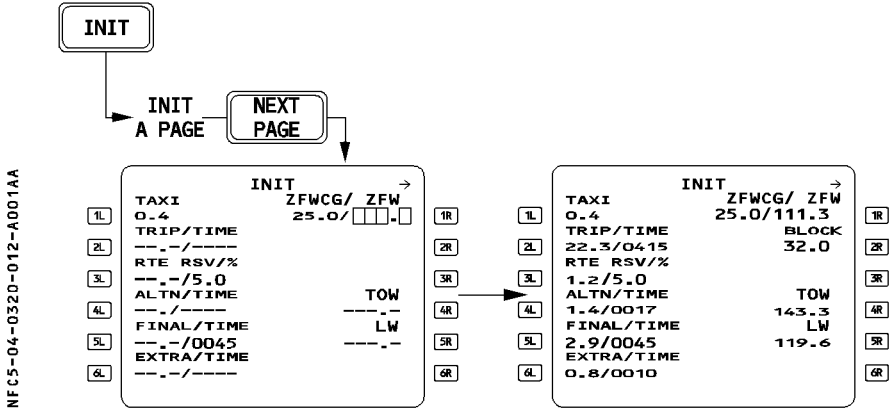 INIT
INIT
A PAGE
NEXT
PAGE
NFC5-04-0320-012-A001AA
INIT →
TAXI ZFWCG/ ZFW
1L 0.4 25.0/□□□.□ 1R
TRIP/TIME
2L --.-/---- 2R
RTE RSV/%
3L --.-/5.0 3R
ALTN/TIME TOW
4L --.-/---- ---.- 4R
FINAL/TIME LW
5L --.-/0045 ---.- 5R
EXTRA/TIME
6L --.-/---- 6R
INIT →
TAXI ZFWCG/ ZFW
1L 0.4 25.0/111.3 1R
TRIP/TIME BLOCK
2L 22.3/0415 32.0 2R
RTE RSV/%
3L 1.2/5.0 3R
ALTN/TIME TOW
4L 1.4/0017 143.3 4R
FINAL/TIME LW
5L 2.9/0045 119.6 5R
EXTRA/TIME
6L 0.8/0010 6R